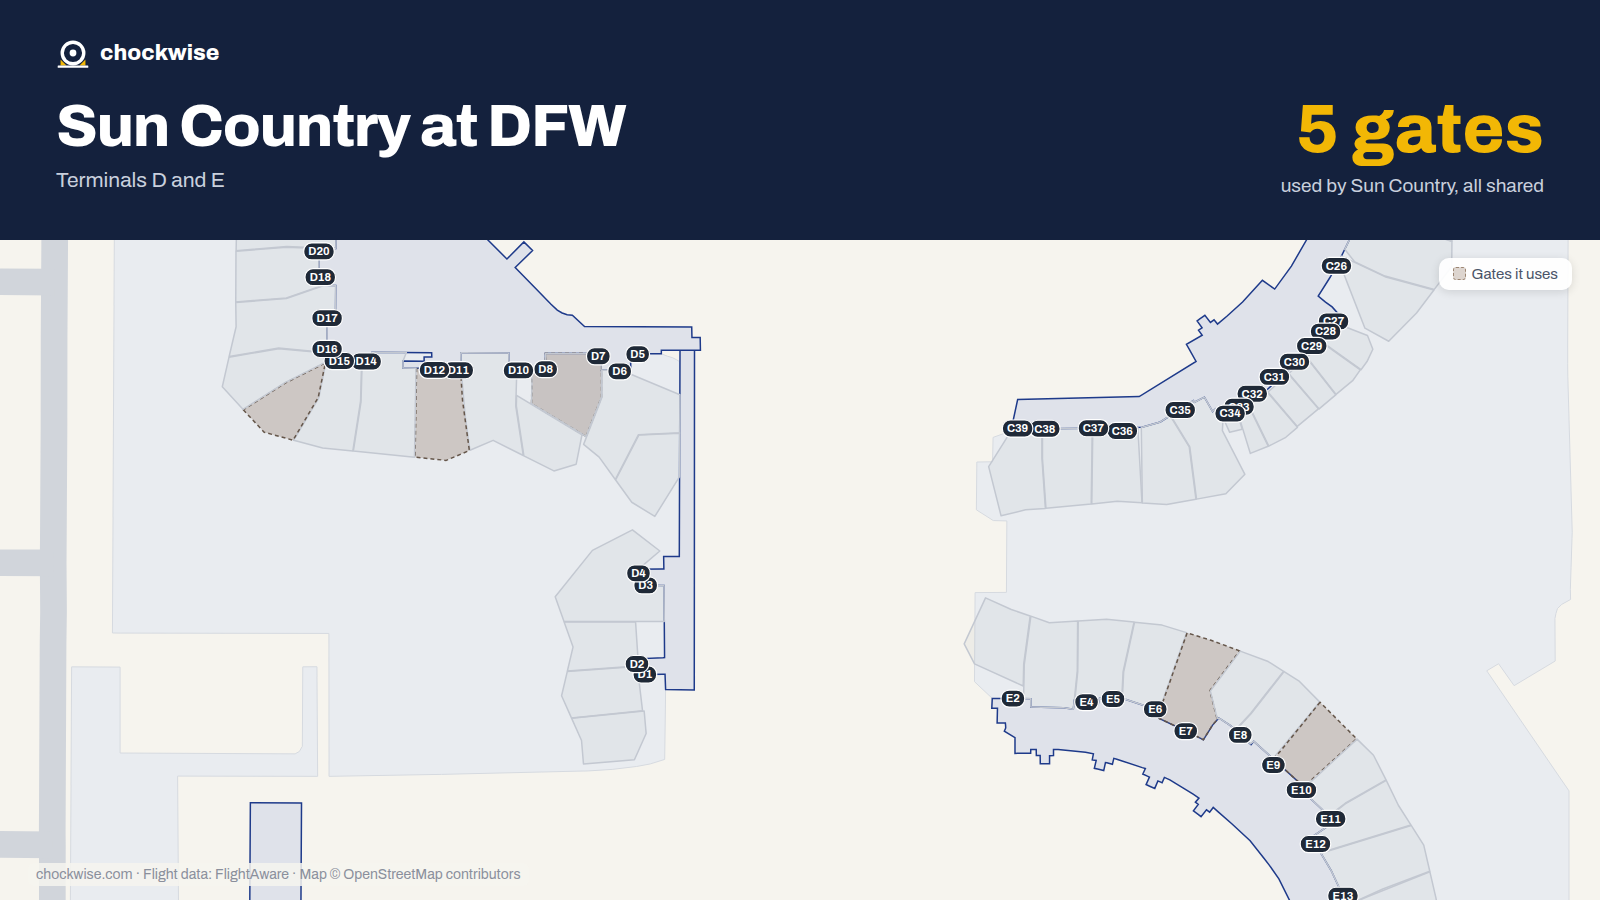 chockwise
Sun Country at DFW
Terminals D and E
5 gates
used by Sun Country, all shared
Gates it uses
D20
D18
D17
D16
D15
D14
D12
D11
D10
D8
D7
D6
D5
D4
D3
D2
D1
C26
C27
C28
C29
C30
C31
C32
C33
C34
C35
C36
C37
C38
C39
E2
E4
E5
E6
E7
E8
E9
E10
E11
E12
E13
chockwise.com · Flight data: FlightAware · Map © OpenStreetMap contributors